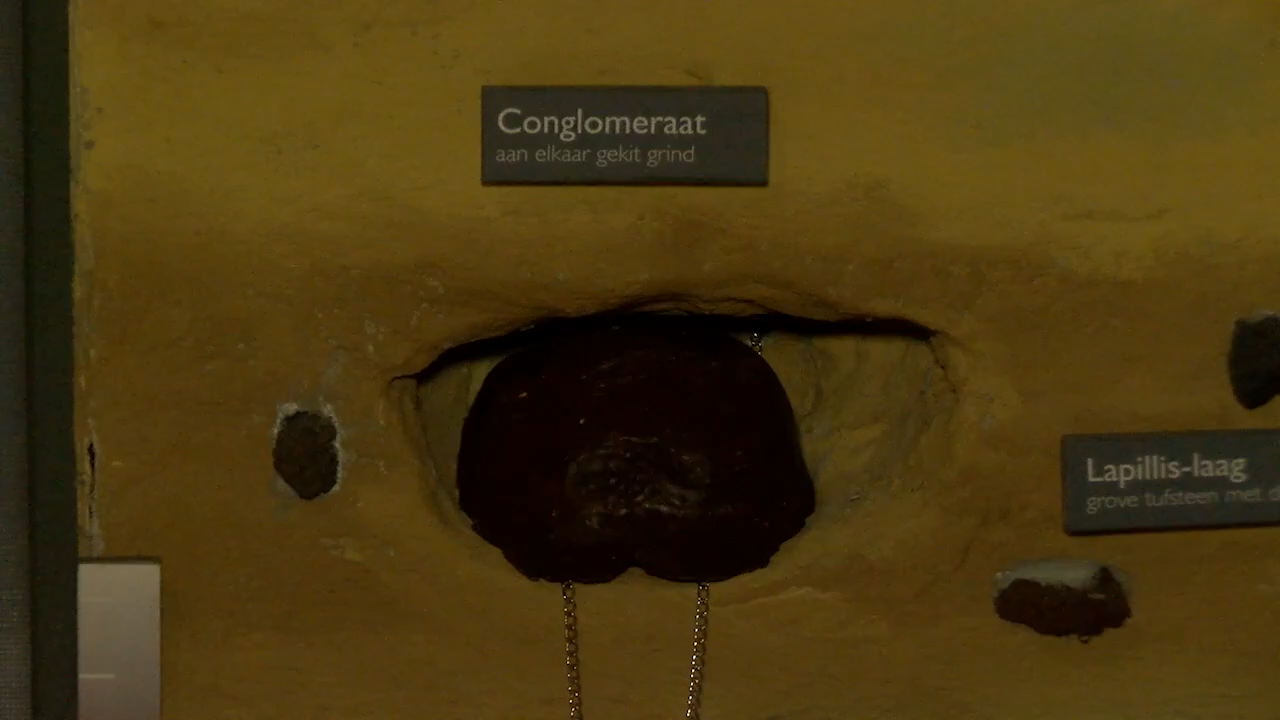 Conglomeraat
aan elkaar gekit grind
Lapillis-laag
grove tufsteen met